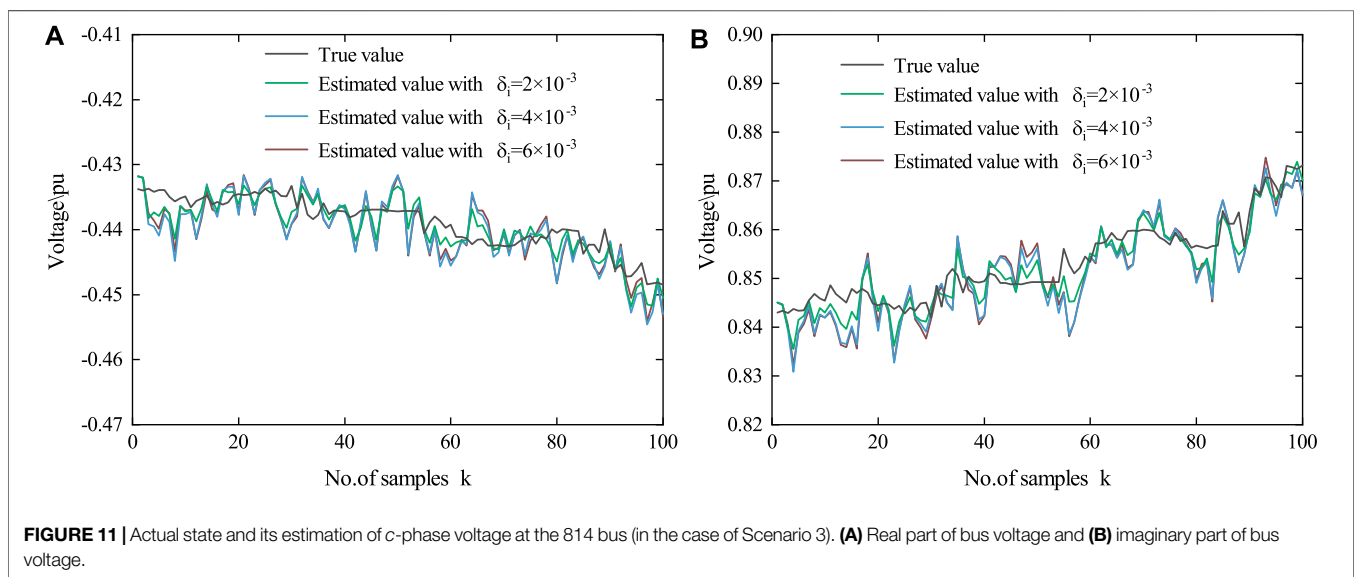 A
-0.41
-0.42
-0.43
-0.44
-0.45
-0.46
-0.47
Voltage\pu
True value
Estimated value with δi=2×10-3
Estimated value with δi=4×10-3
Estimated value with δi=6×10-3
0 20 40 60 80 100
No.of samples k
B
0.90
0.89
0.88
0.87
0.86
0.85
0.84
0.83
0.82
Voltage\pu
True value
Estimated value with δi=2×10-3
Estimated value with δi=4×10-3
Estimated value with δi=6×10-3
0 20 40 60 80 100
No.of samples k
FIGURE 11 | Actual state and its estimation of c-phase voltage at the 814 bus (in the case of Scenario 3). (A) Real part of bus voltage and (B) imaginary part of bus
voltage.